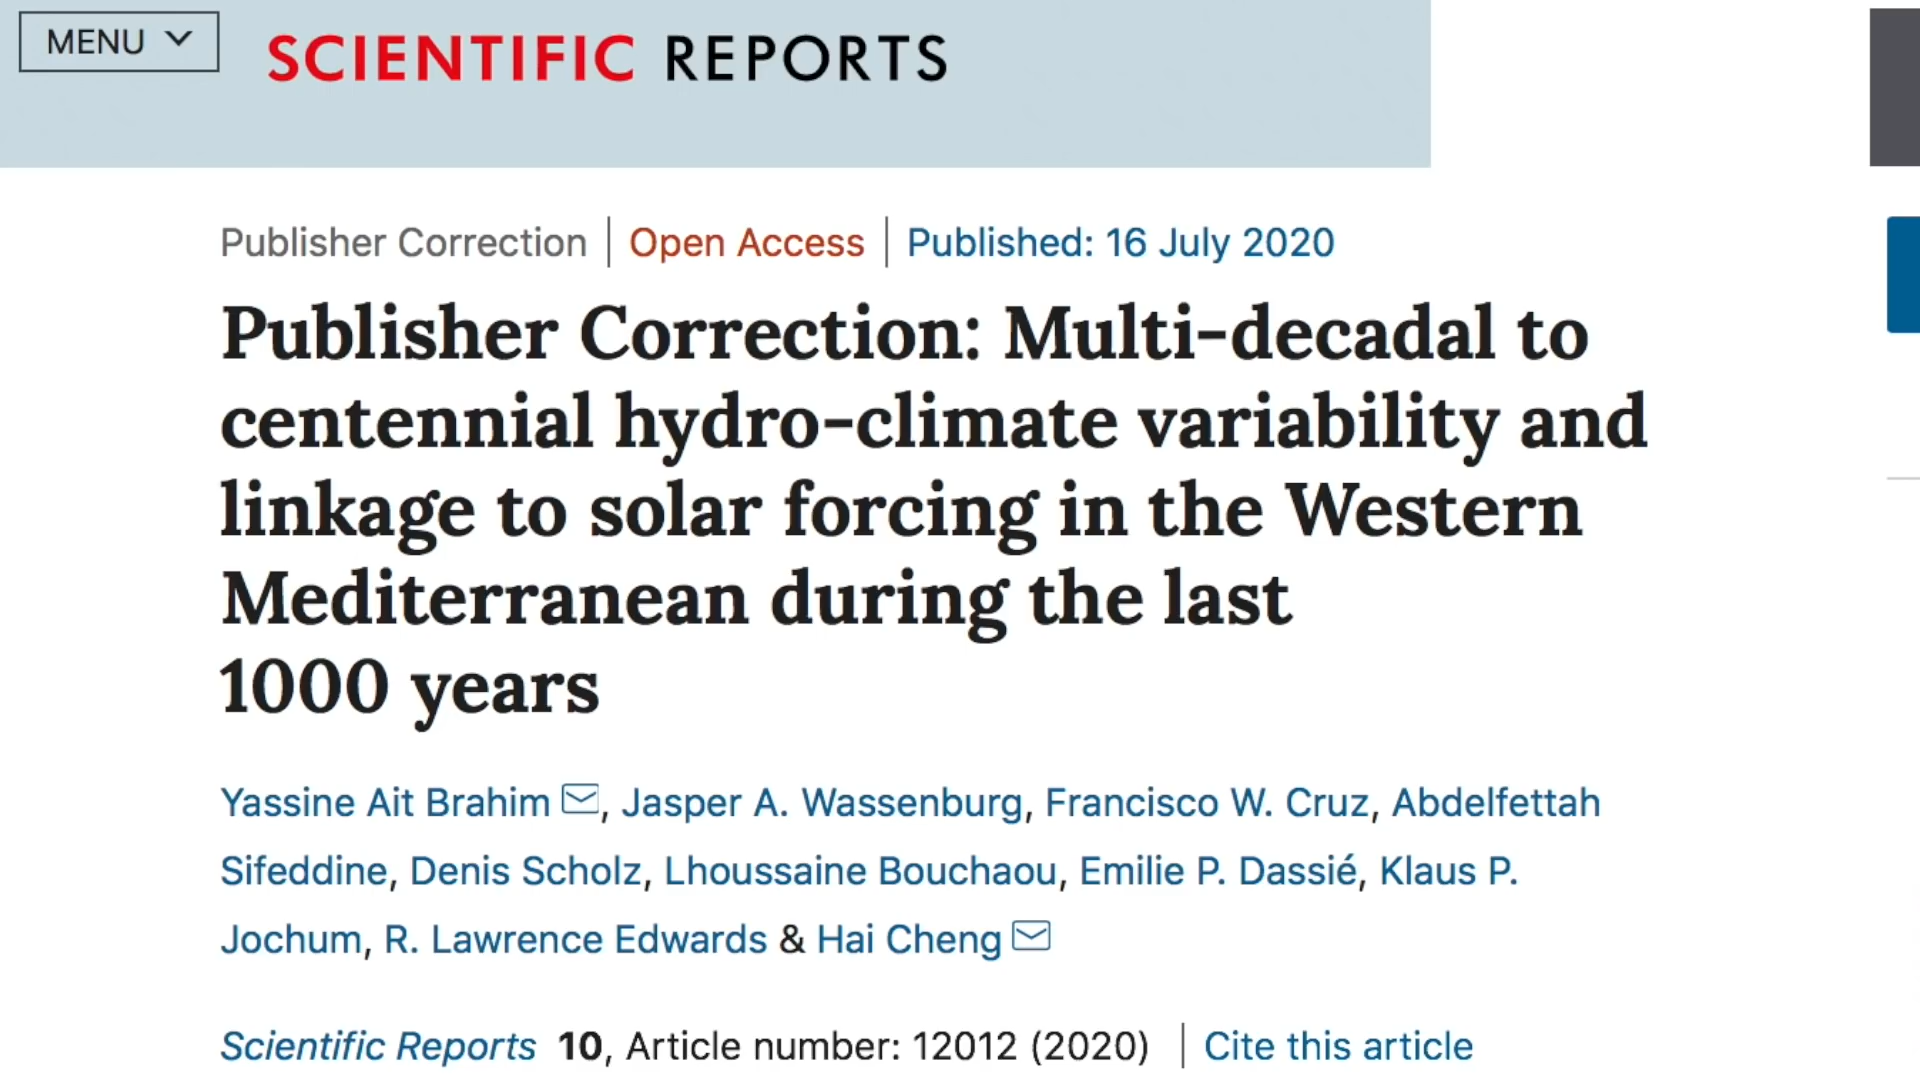 MENU
SCIENTIFIC REPORTS
Publisher Correction | Open Access | Published: 16 July 2020
Publisher Correction: Multi-decadal to
centennial hydro-climate variability and
linkage to solar forcing in the Western
Mediterranean during the last
1000 years
Yassine Ait Brahim, Jasper A. Wassenburg, Francisco W. Cruz, Abdelfettah
Sifeddine, Denis Scholz, Lhoussaine Bouchaou, Emilie P. Dassié, Klaus P.
Jochum, R. Lawrence Edwards & Hai Cheng
Scientific Reports 10, Article number: 12012 (2020) | Cite this article